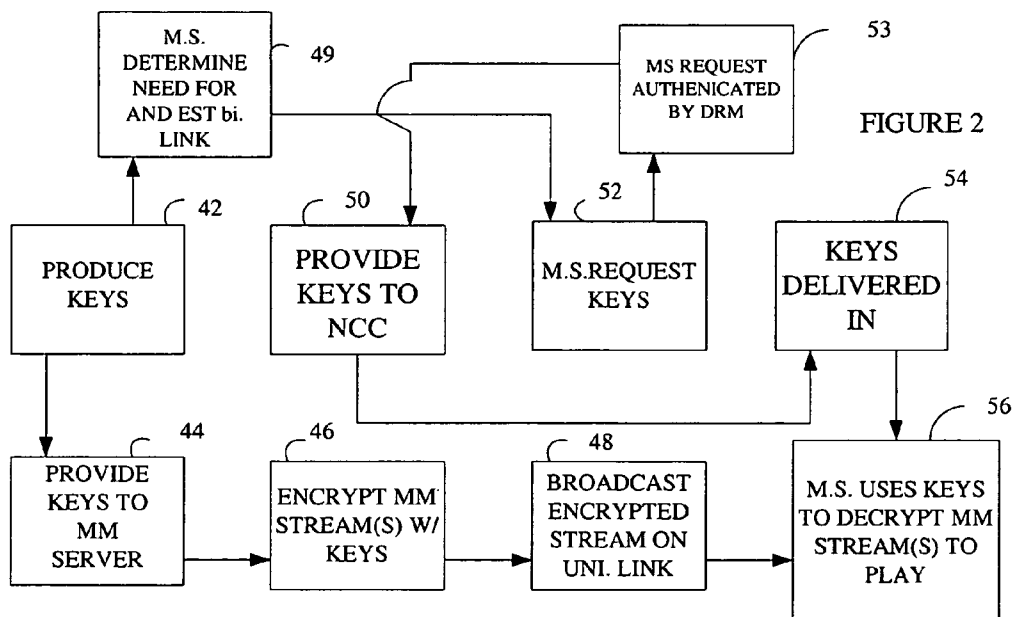 M.S.
DETERMINE
NEED FOR
AND EST bi.
LINK
49
MS REQUEST
AUTHENICATED
BY DRM
53
FIGURE 2
42
PRODUCE
KEYS
50
PROVIDE
KEYS TO
NCC
52
M.S.REQUEST
KEYS
54
KEYS
DELIVERED
IN
44
PROVIDE
KEYS TO
MM
SERVER
46
ENCRYPT MM
STREAM(S) W/
KEYS
48
BROADCAST
ENCRYPTED
STREAM ON
UNI. LINK
56
M.S. USES KEYS
TO DECRYPT MM
STREAM(S) TO
PLAY